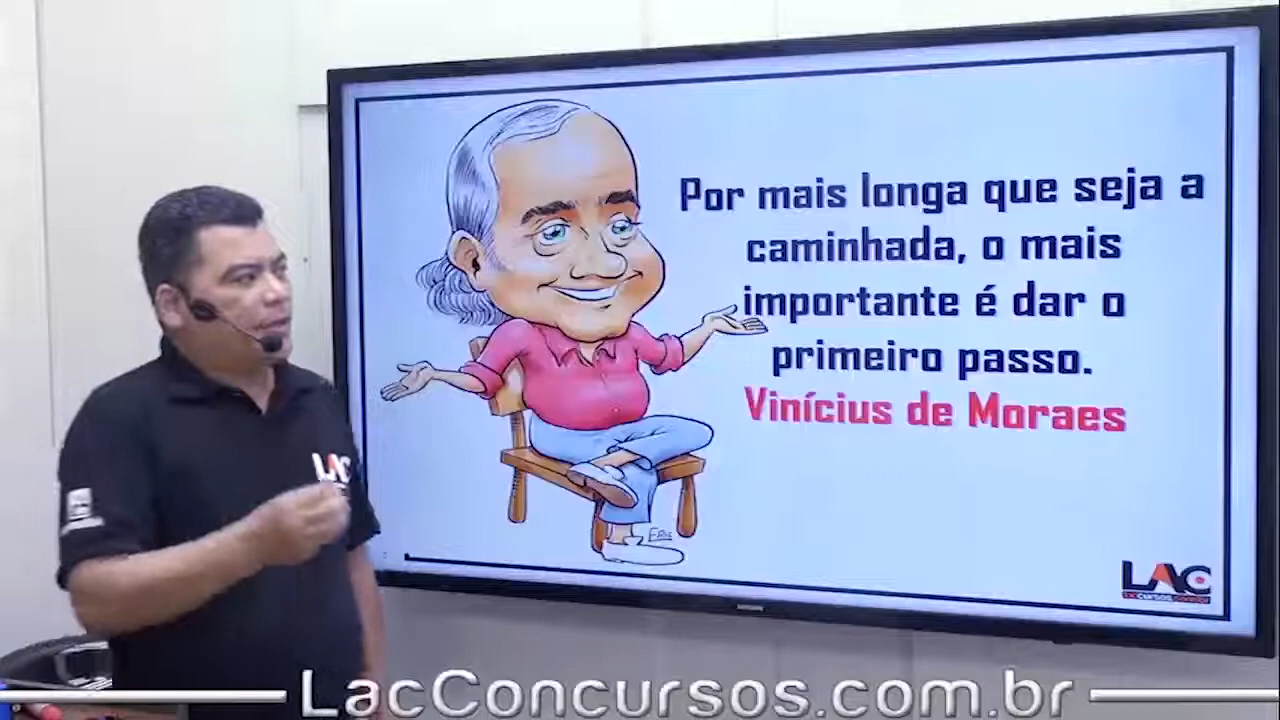 Por mais longa que seja a
caminhada, o mais
importante é dar o
primeiro passo.
Vinícius de Moraes
LAC
LAC
LacConcursos.com.br